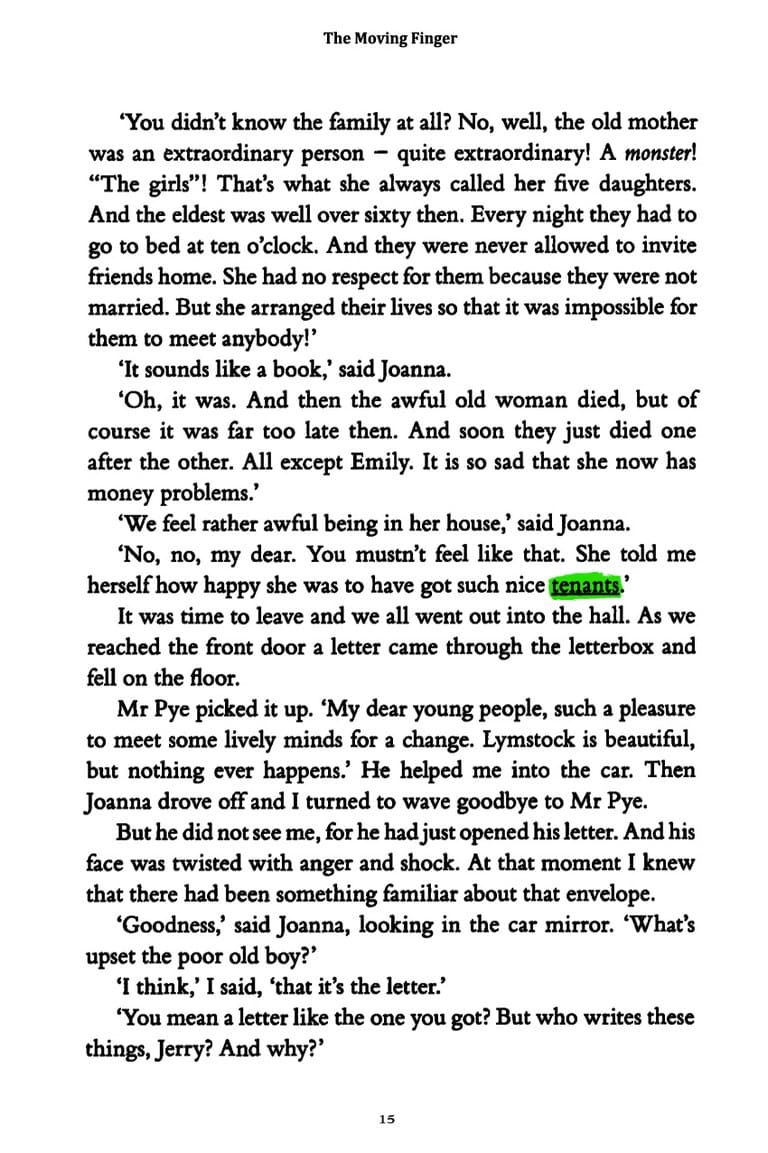 The Moving Finger
‘You didn’t know the family at all? No, well, the old mother
was an extraordinary person – quite extraordinary! A monster!
“The girls”! That’s what she always called her five daughters.
And the eldest was well over sixty then. Every night they had to
go to bed at ten o’clock. And they were never allowed to invite
friends home. She had no respect for them because they were not
married. But she arranged their lives so that it was impossible for
them to meet anybody!’
‘It sounds like a book,’ said Joanna.
‘Oh, it was. And then the awful old woman died, but of
course it was far too late then. And soon they just died one
after the other. All except Emily. It is so sad that she now has
money problems.’
‘We feel rather awful being in her house,’ said Joanna.
‘No, no, my dear. You mustn’t feel like that. She told me
herself how happy she was to have got such nice tenants.’
It was time to leave and we all went out into the hall. As we
reached the front door a letter came through the letterbox and
fell on the floor.
Mr Pye picked it up. ‘My dear young people, such a pleasure
to meet some lively minds for a change. Lymstock is beautiful,
but nothing ever happens.’ He helped me into the car. Then
Joanna drove off and I turned to wave goodbye to Mr Pye.
But he did not see me, for he had just opened his letter. And his
face was twisted with anger and shock. At that moment I knew
that there had been something familiar about that envelope.
‘Goodness,’ said Joanna, looking in the car mirror. ‘What’s
upset the poor old boy?’
‘I think,’ I said, ‘that it’s the letter.’
‘You mean a letter like the one you got? But who writes these
things, Jerry? And why?’
15